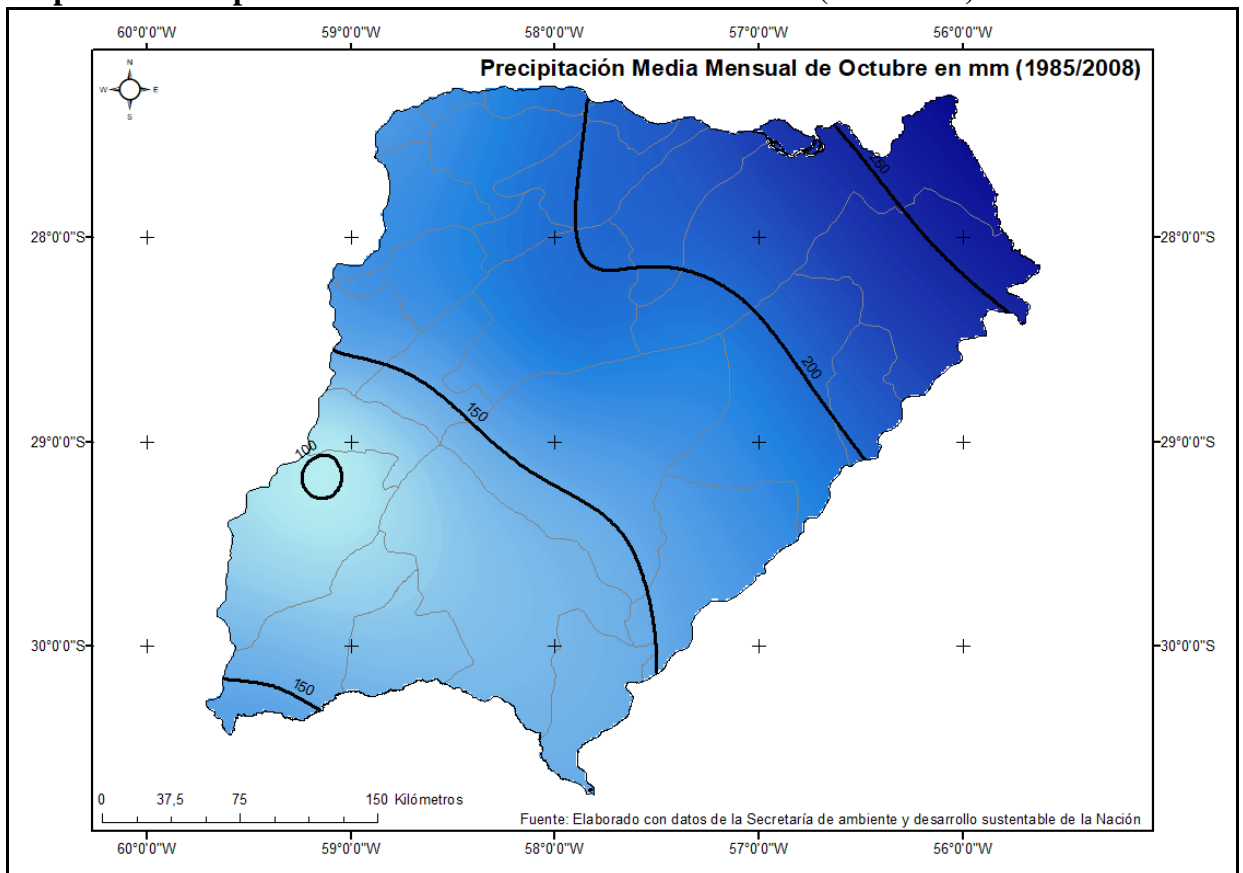 60°0'0"W 59°0'0"W 58°0'0"W 57°0'0"W 56°0'0"W
Precipitación Media Mensual de Octubre en mm (1985/2008)
N
W E
S
250
28°0'0"S 28°0'0"S
200
150
29°0'0"S 29°0'0"S
100
30°0'0"S 30°0'0"S
150
0 37,5 75 150 Kilómetros
Fuente: Elaborado con datos de la Secretaría de ambiente y desarrollo sustentable de la Nación
60°0'0"W 59°0'0"W 58°0'0"W 57°0'0"W 56°0'0"W